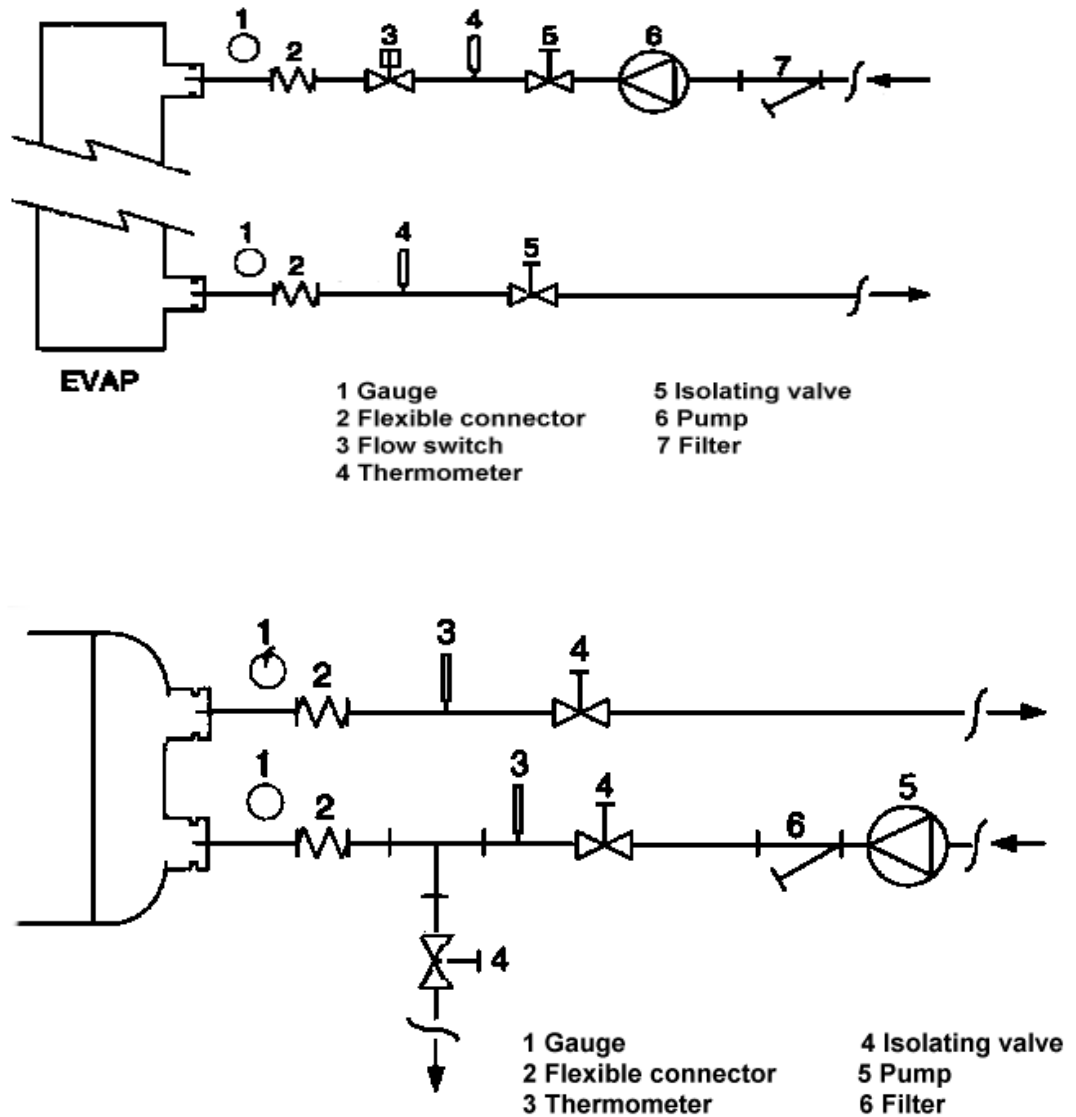 1
2
3
4
5
6
7
1
2
4
5
EVAP
1 Gauge
5 Isolating valve
2 Flexible connector
6 Pump
3 Flow switch
7 Filter
4 Thermometer
1
2
3
4
1
2
3
4
6
5
4
1 Gauge
4 Isolating valve
2 Flexible connector
5 Pump
3 Thermometer
6 Filter